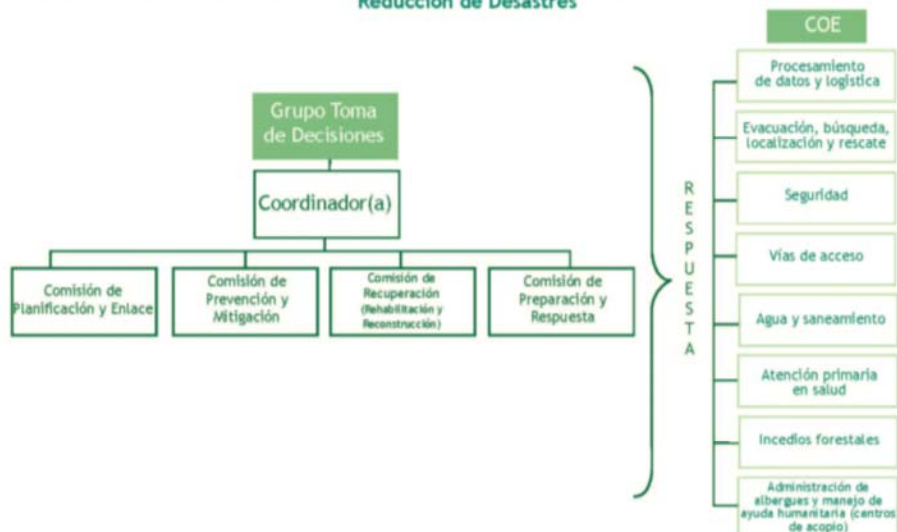 Reducción de Desastres
COE
Grupo Toma
de Decisiones
Coordinador(a)
Comisión de
Planificación y Enlace
Comisión de
Prevención y
Mitigación
Comisión de
Recuperación
(Rehabilitación y
Reconstrucción)
Comisión de
Preparación y
Respuesta
RESPUESTA
Procesamiento
de datos y logística
Evacuación, búsqueda,
localización y rescate
Seguridad
Vías de acceso
Agua y saneamiento
Atención primaria
en salud
Incedios forestales
Administración de
albergues y manejo de
ayuda humanitaria (centros
de acopio)